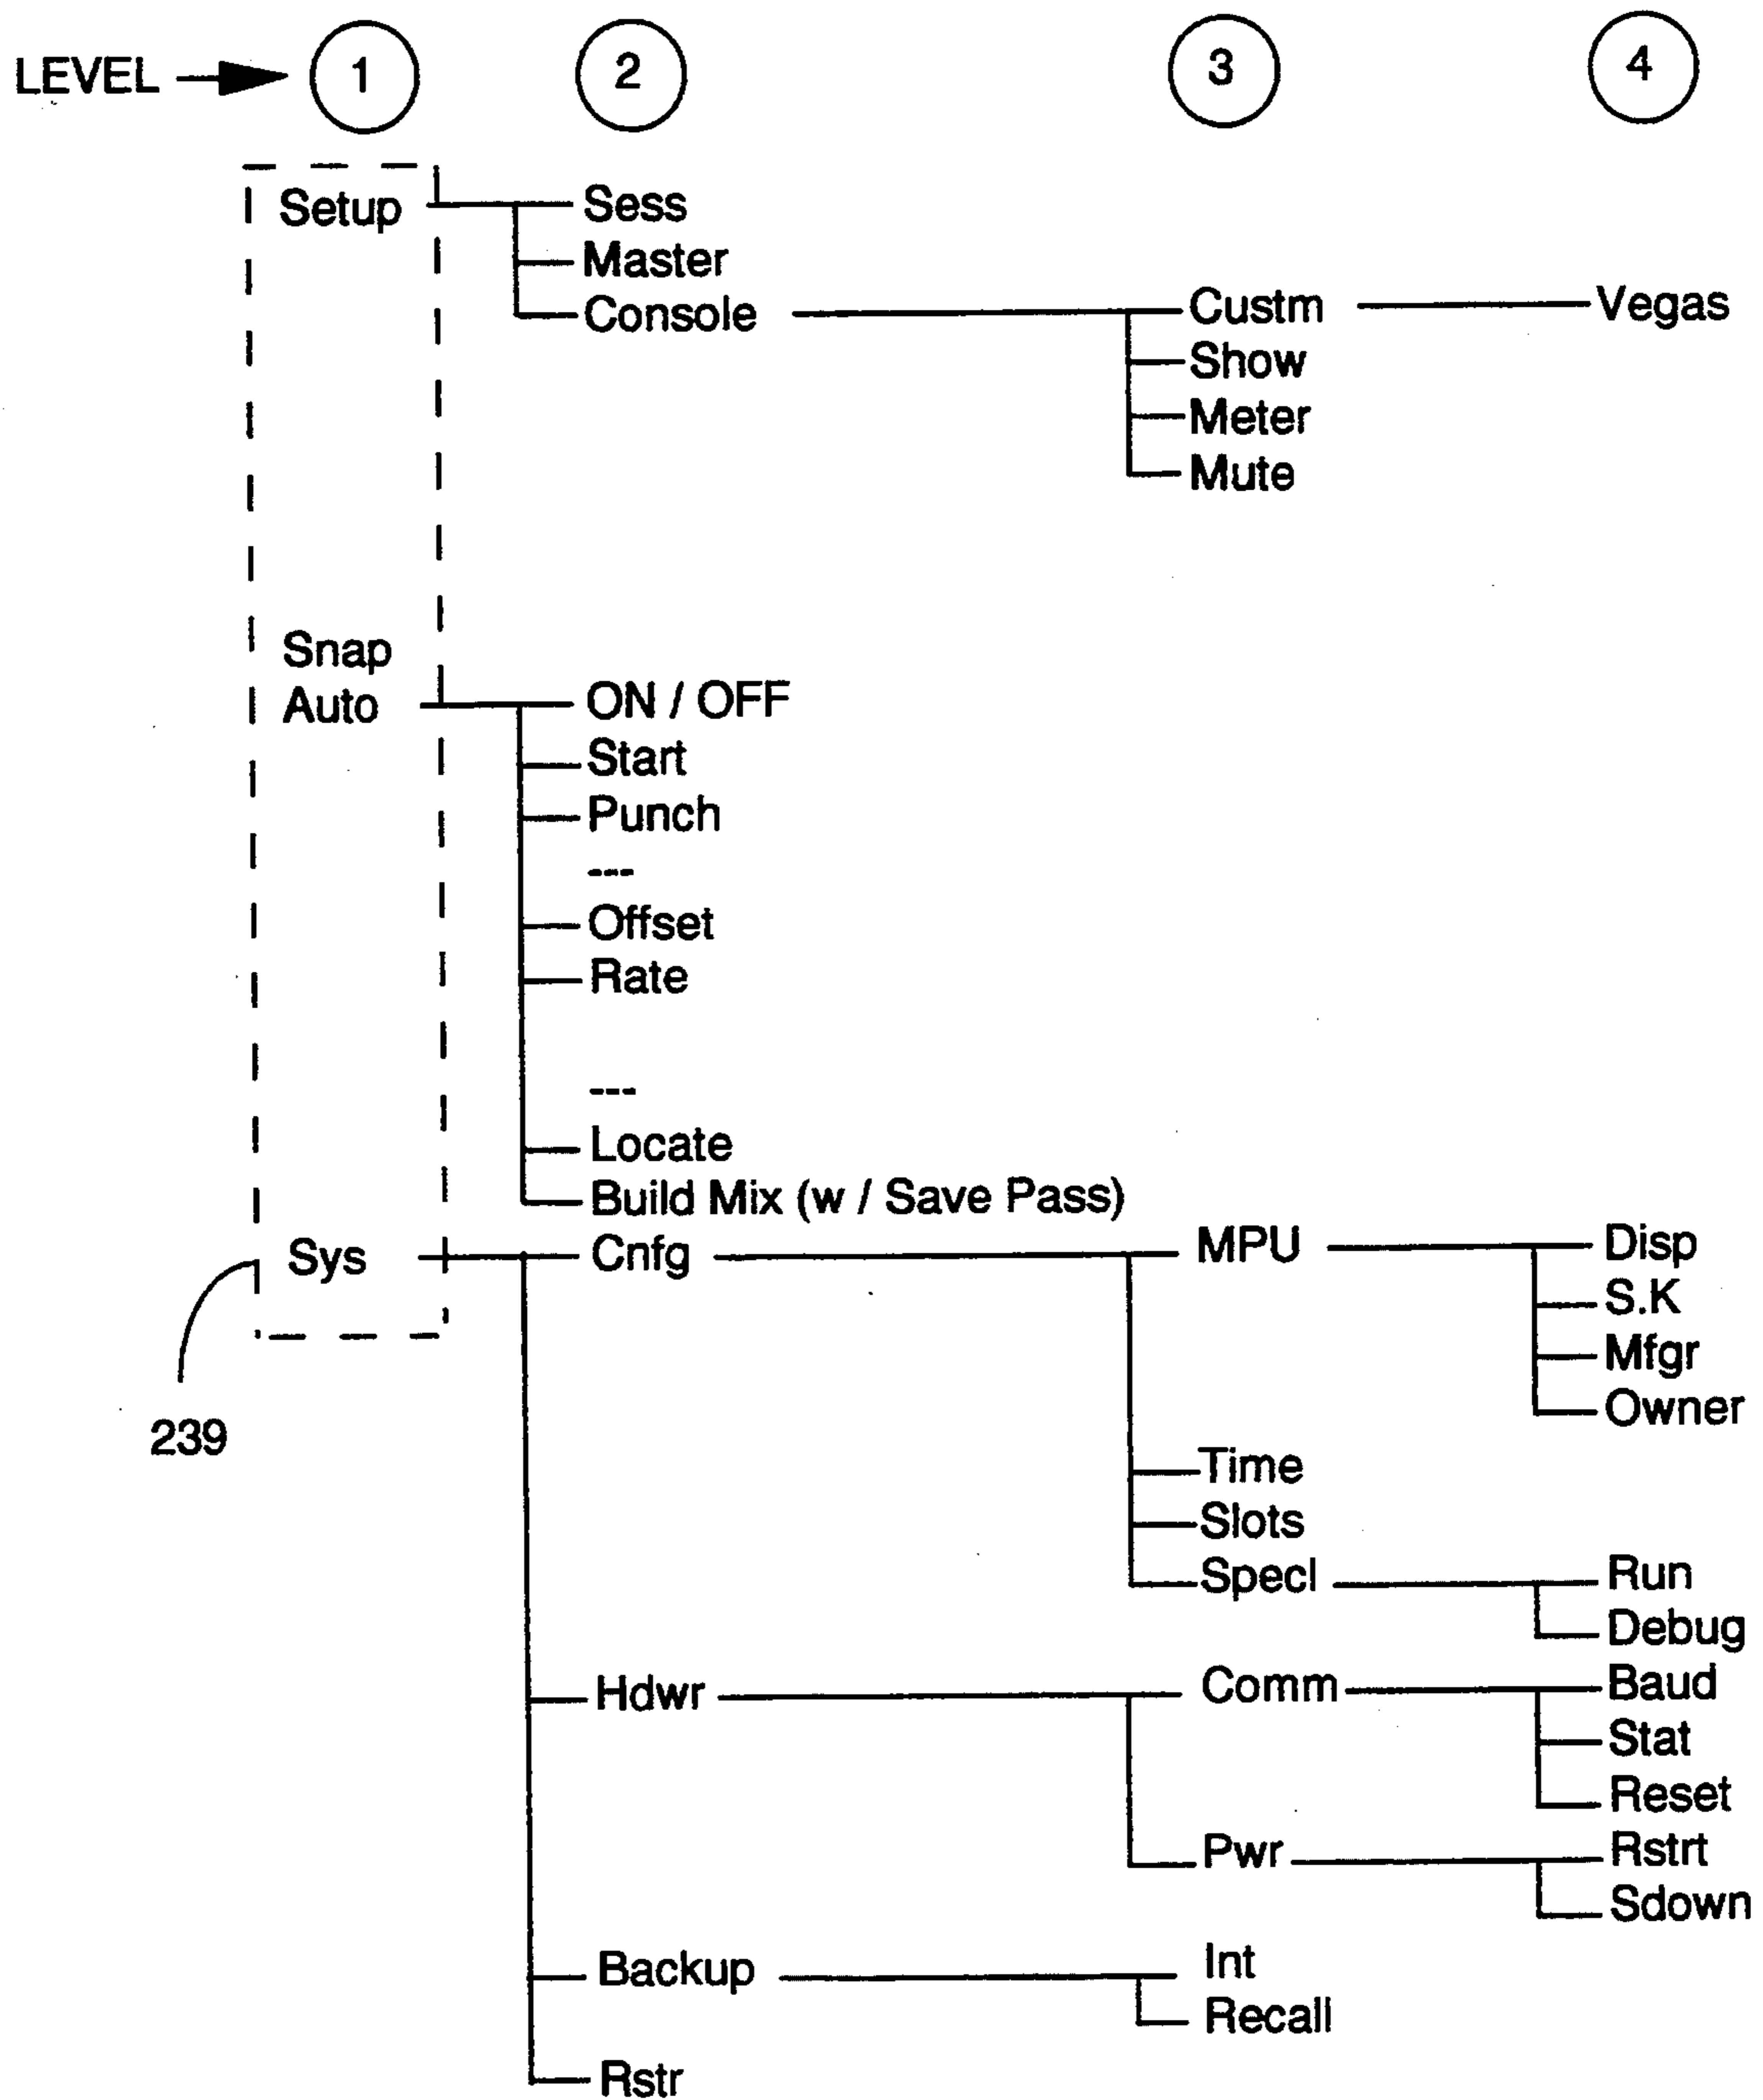 LEVEL 1 2 3 4
Setup Sess
Master
Console Custm Vegas
Show
Meter
Mute
Snap
Auto ON / OFF
Start
Punch
---
Offset
Rate
---
Locate
Build Mix (w / Save Pass)
Sys Cnfg MPU Disp
S.K
Mfgr
Owner
239
Time
Slots
Specl Run
Debug
Hdwr Comm Baud
Stat
Reset
Pwr Rstrt
Sdown
Backup Int
Recall
Rstr